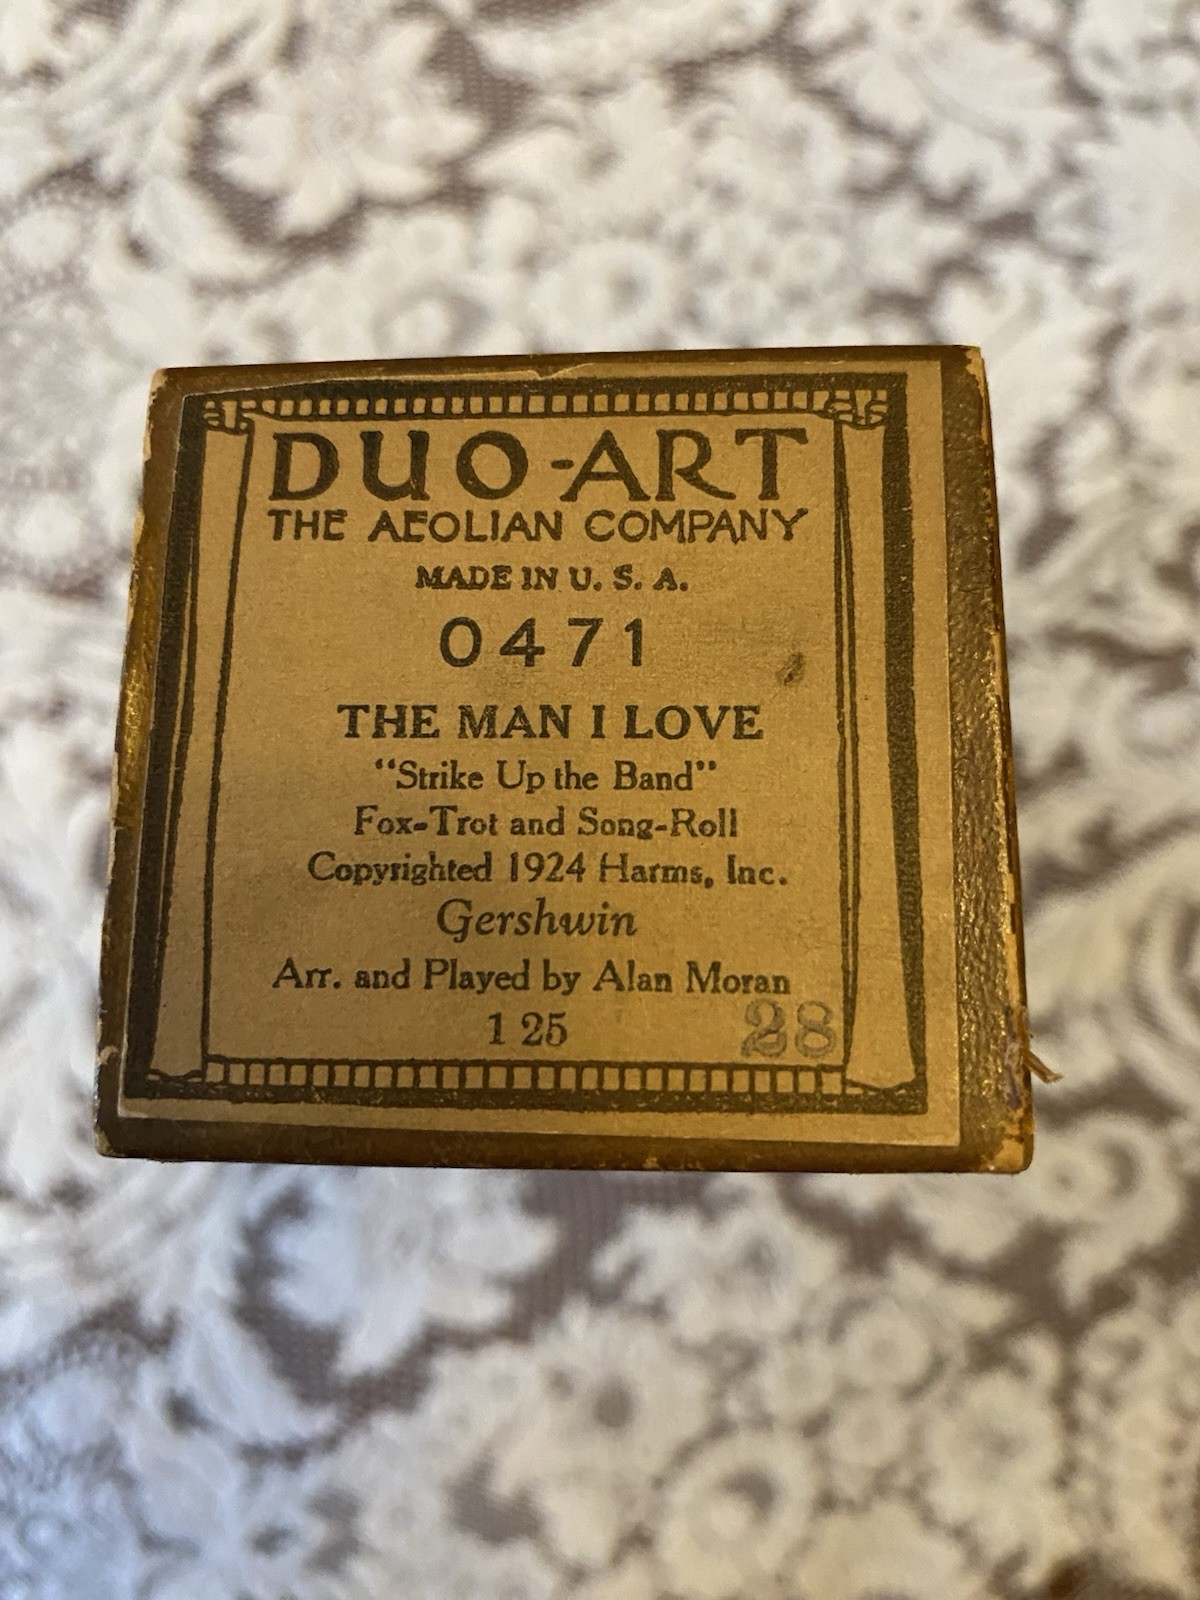 DUO-ART
THE AEOLIAN COMPANY
MADE IN U. S. A.
0471
THE MAN I LOVE
"Strike Up the Band"
Fox-Trot and Song-Roll
Copyrighted 1924 Harms, Inc.
Gershwin
Arr. and Played by Alan Moran
1 25 28